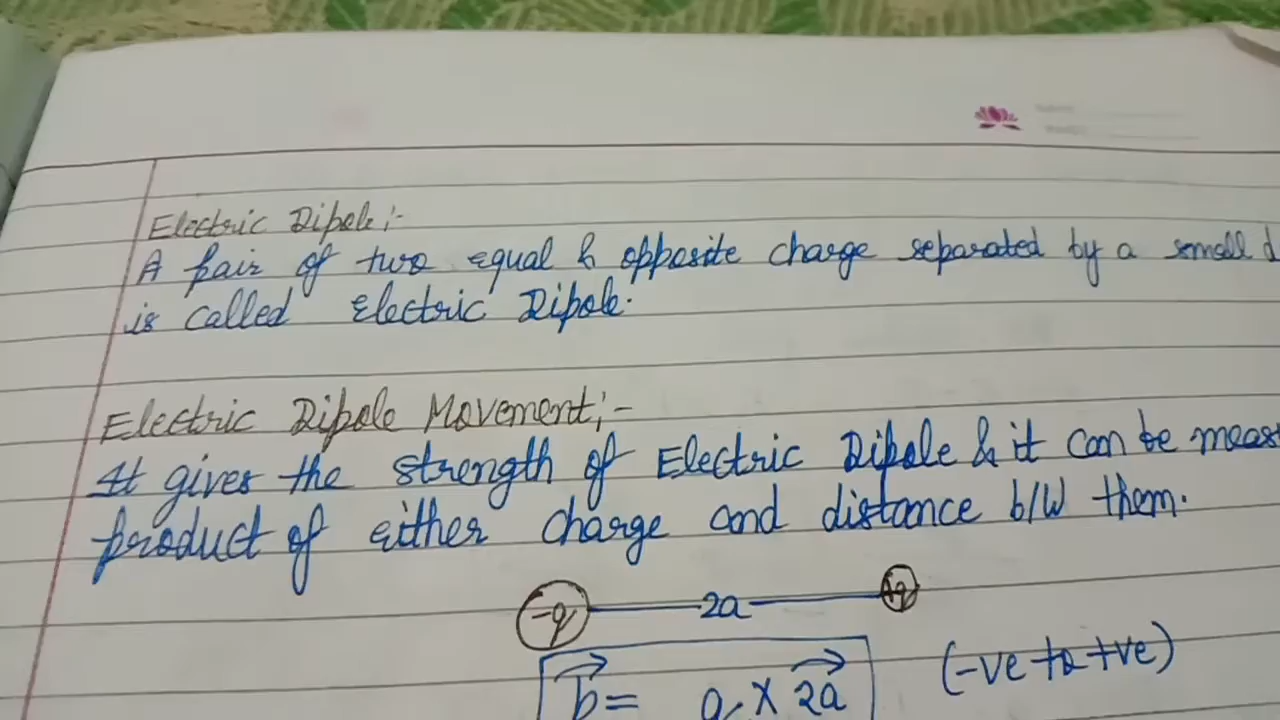 Electric Dipole:-
A pair of two equal & opposite charge separated by a small d
is called Electric Dipole.
Electric Dipole Movement:-
It gives the strength of Electric Dipole & it can be meas
product of either charge and distance b/w them.
-q 2a +q
p = q x 2a (-ve to +ve)